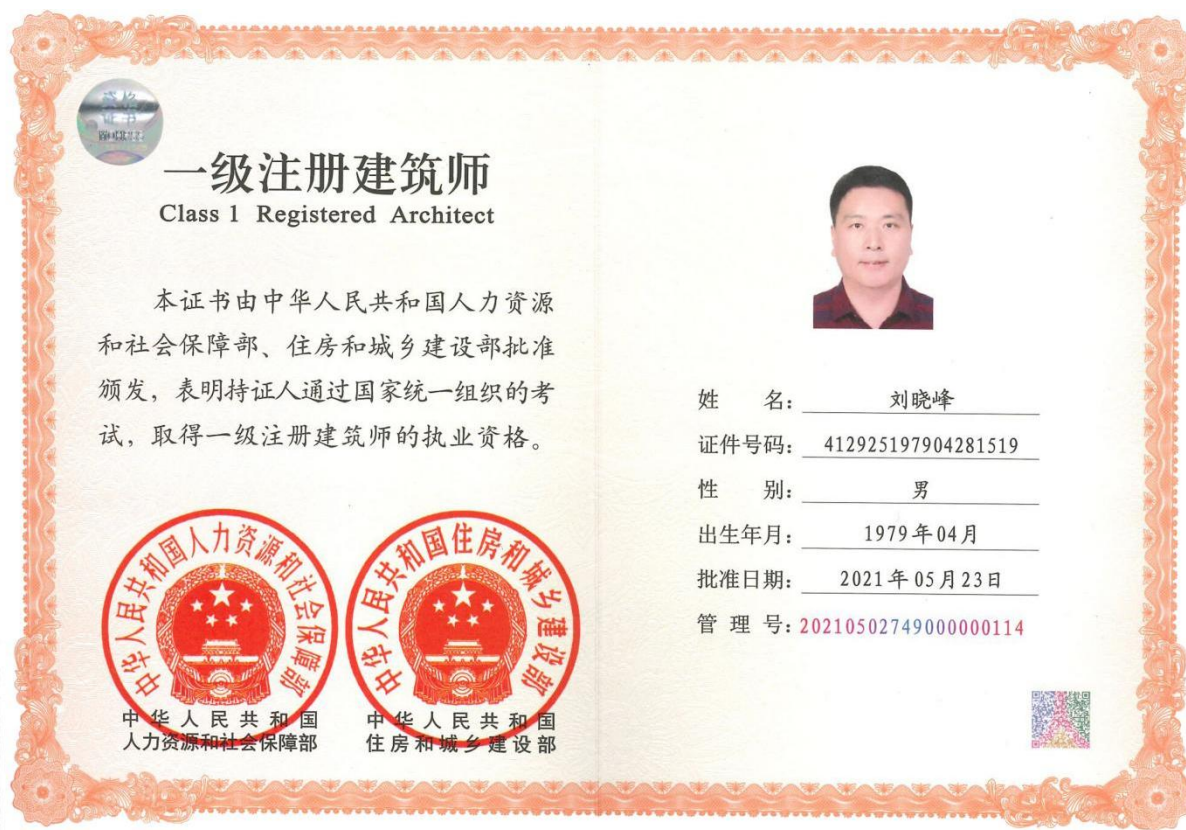 资格
证书
一级注册建筑师
Class 1 Registered Architect
本证书由中华人民共和国人力资源
和社会保障部、住房和城乡建设部批准
颁发，表明持证人通过国家统一组织的考
试，取得一级注册建筑师的执业资格。
中华人民共和国人力资源和社会保障部
中华人民共和国住房和城乡建设部
中华人民共和国
人力资源和社会保障部
中华人民共和国
住房和城乡建设部
姓名：刘晓峰
证件号码：412925197904281519
性别：男
出生年月：1979年04月
批准日期：2021年05月23日
管理号：20210502749000000114